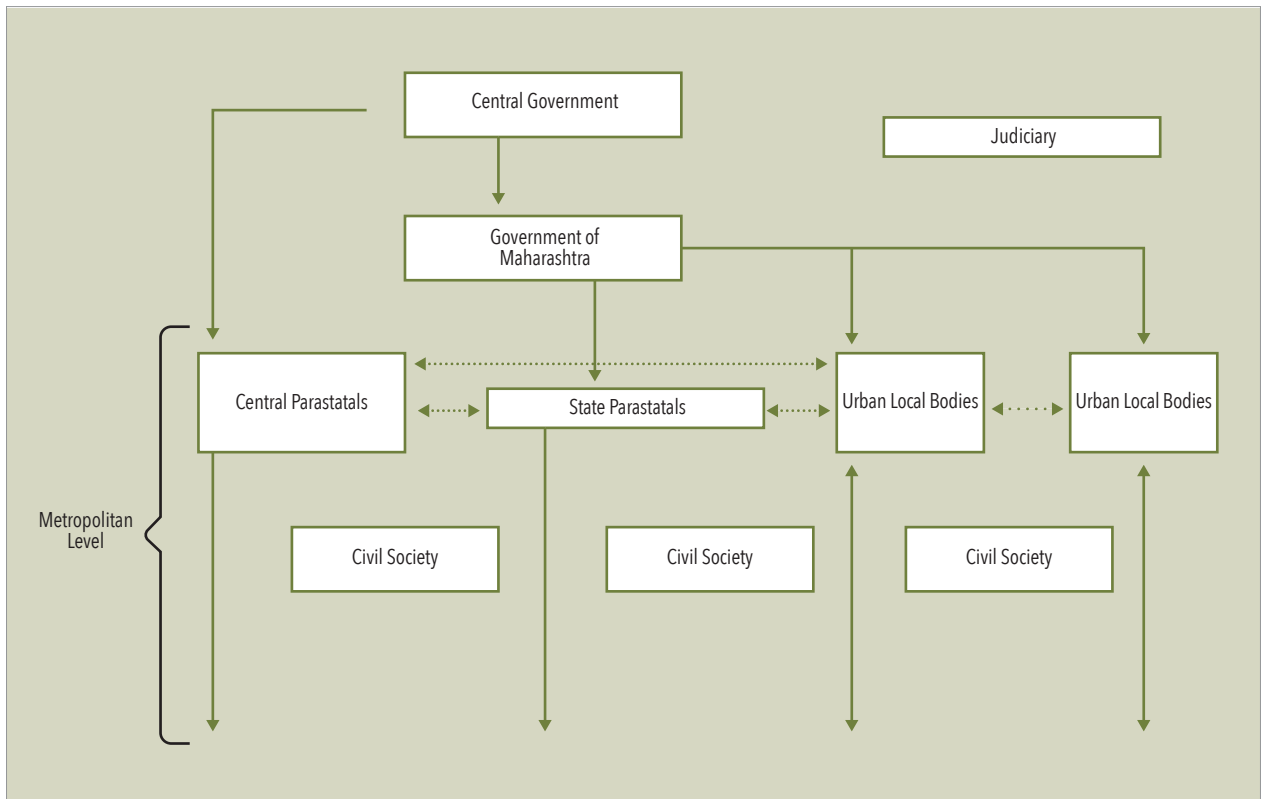 Central Government
Judiciary
Government of
Maharashtra
Central Parastatals
State Parastatals
Urban Local Bodies
Urban Local Bodies
Metropolitan
Level
Civil Society
Civil Society
Civil Society